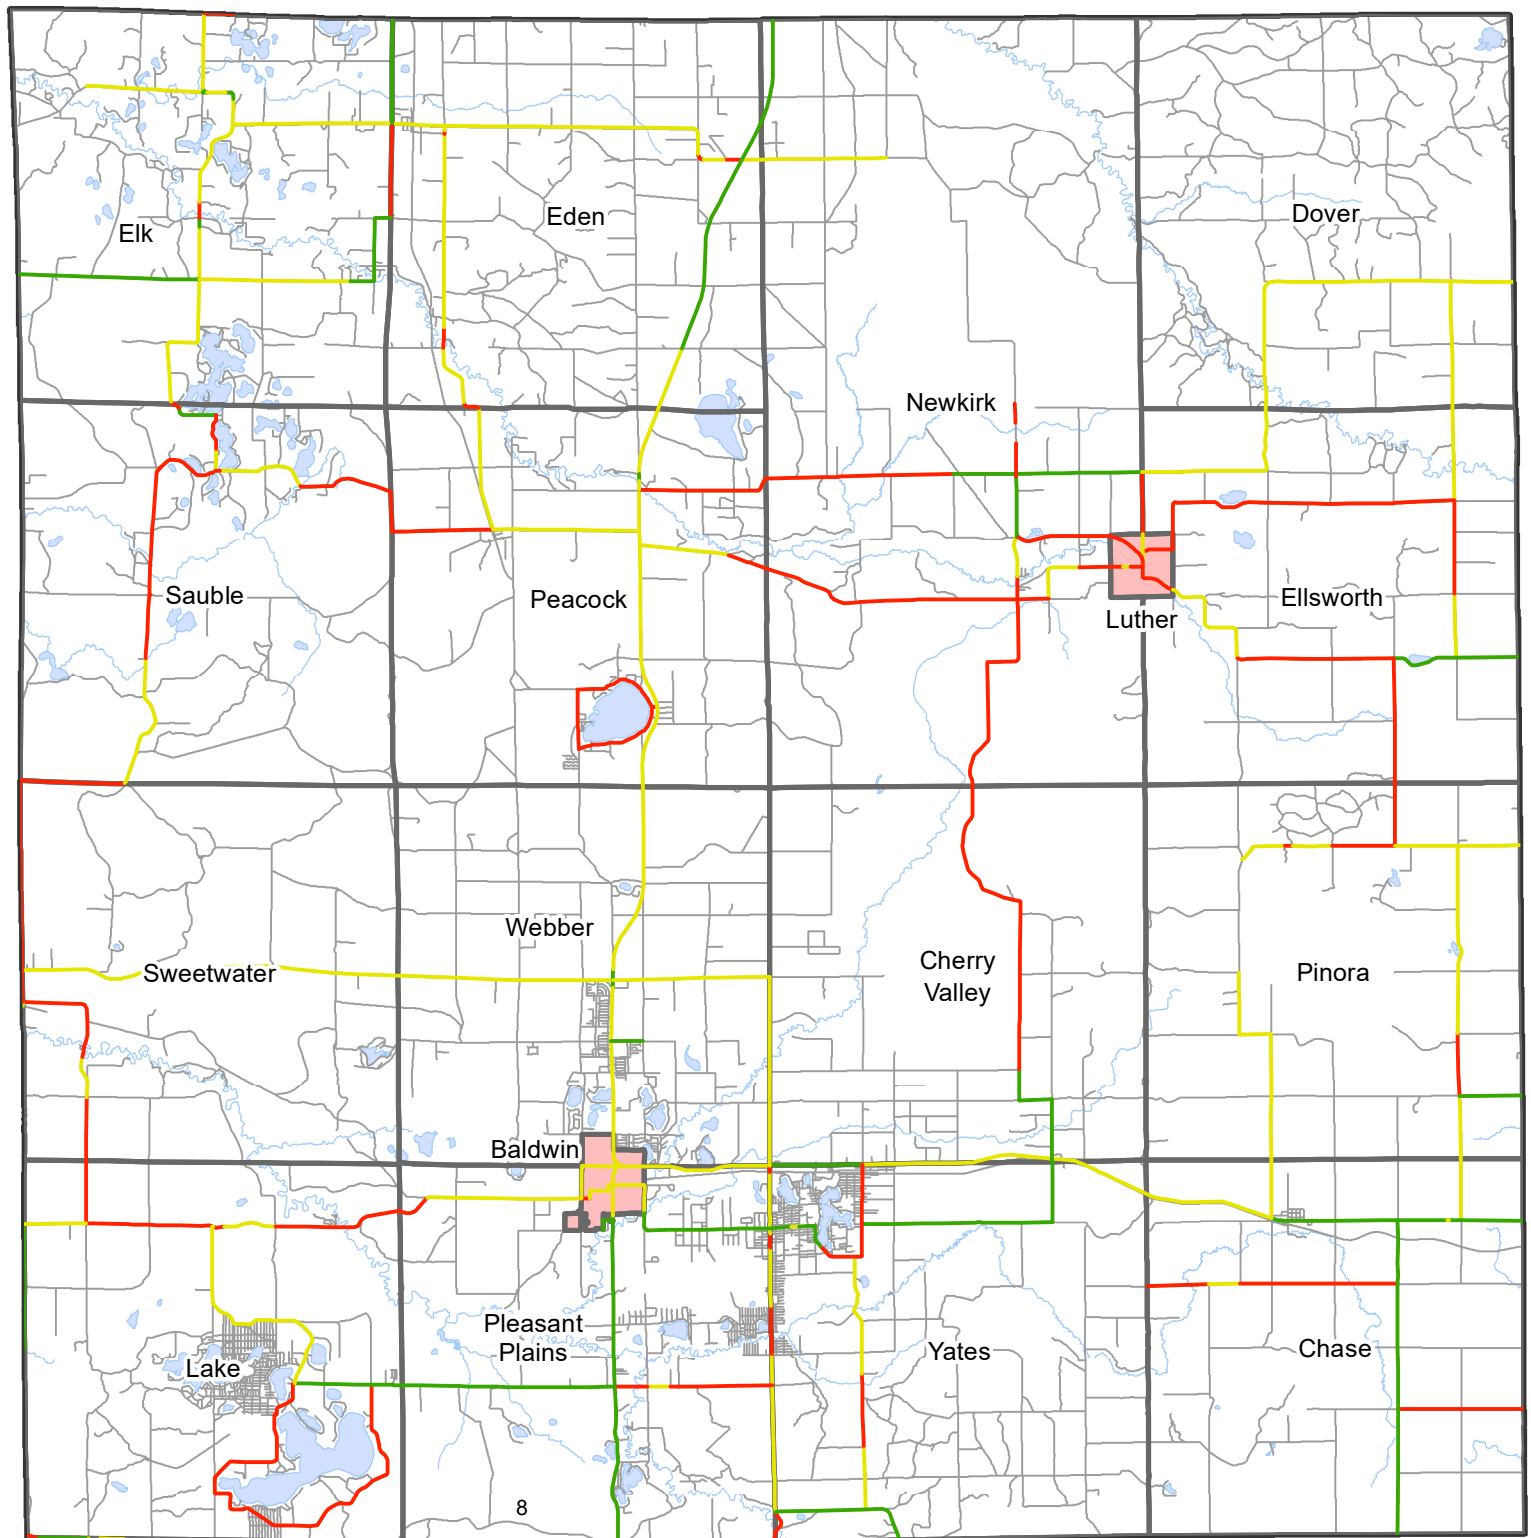 Elk
Eden
Dover
Newkirk
Sauble
Peacock
Ellsworth
Luther
Webber
Sweetwater
Cherry
Valley
Pinora
Baldwin
Pleasant
Plains
Yates
Chase
Lake
8